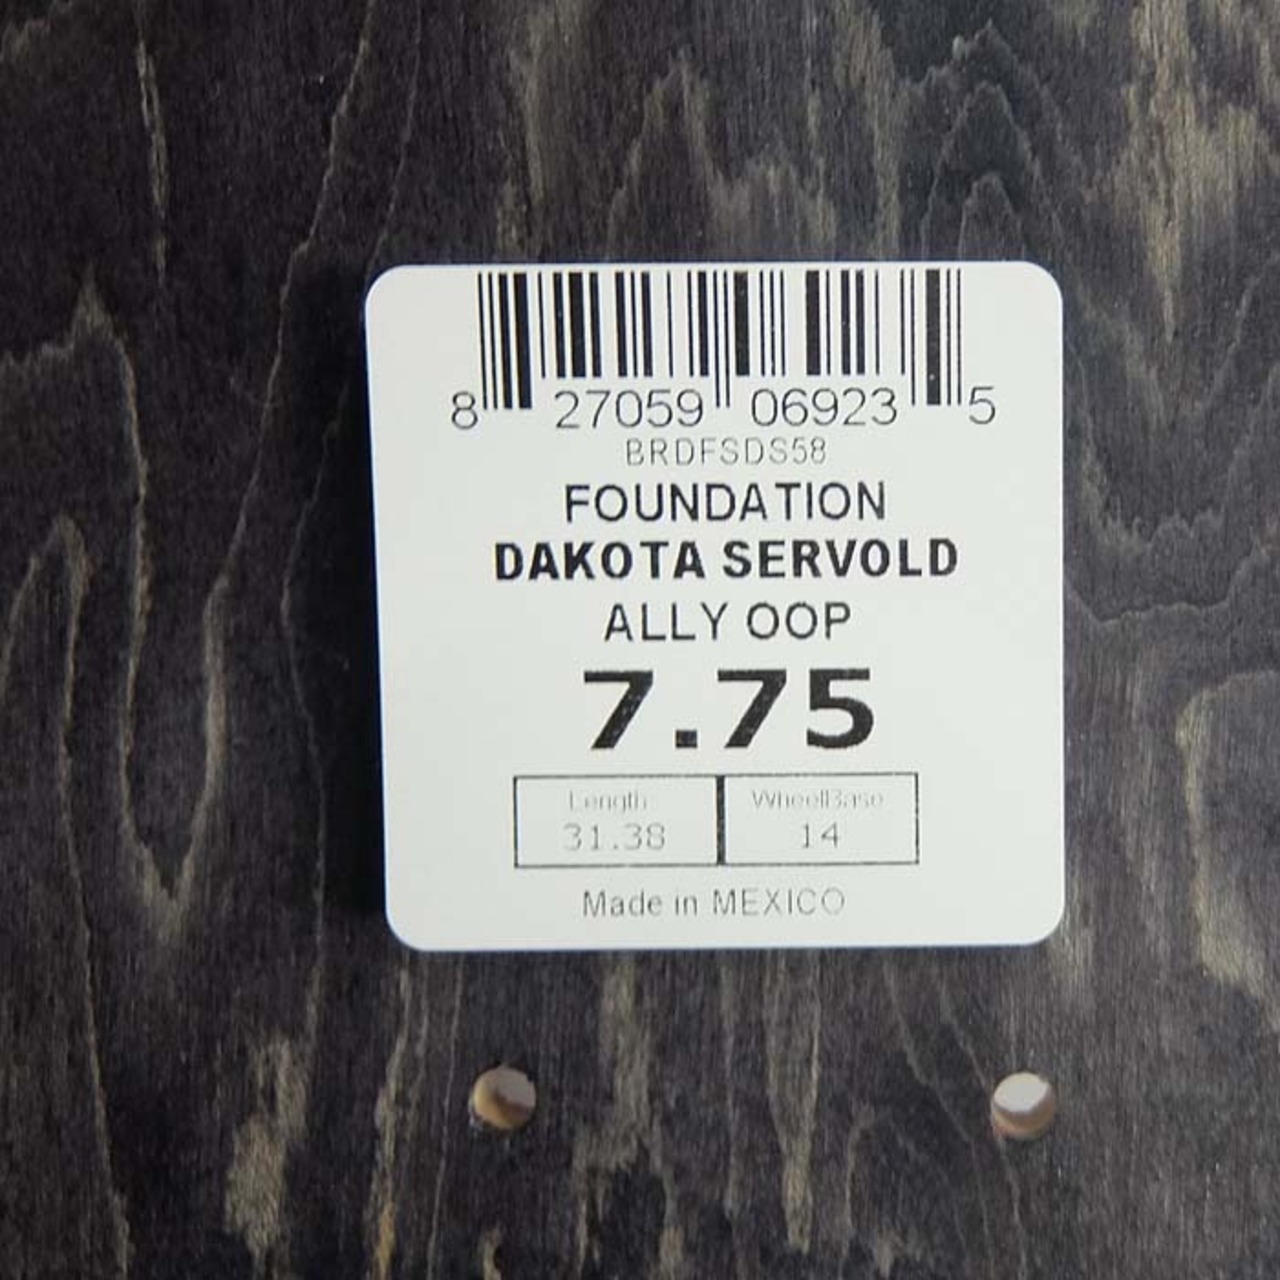 8 27059 06923 5
BRDFSDS58
FOUNDATION
DAKOTA SERVOLD
ALLY OOP
7.75
Length WheelBase
31.38 14
Made in MEXICO